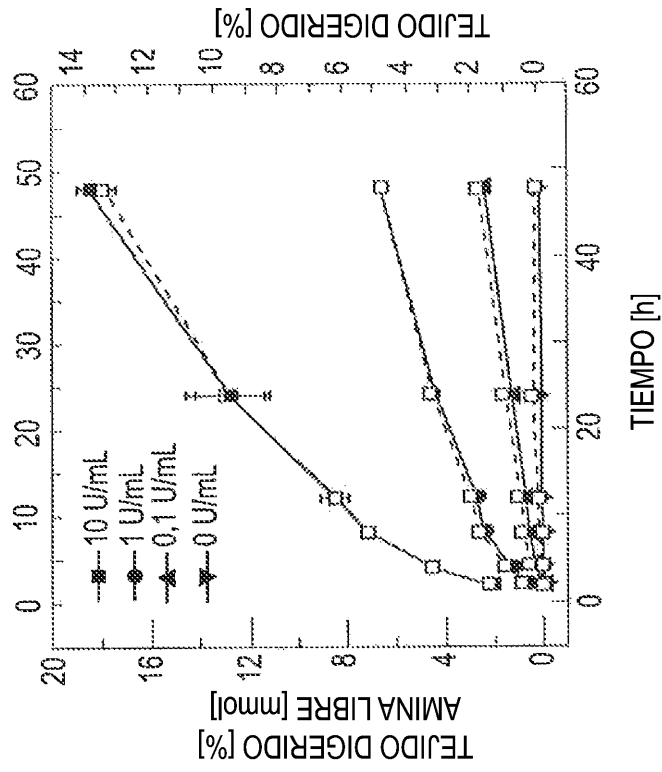 0 10 20 30 40 50 60
20
16
12
8
4
0
14
12
10
8
6
4
2
0
10 U/mL
1 U/mL
0,1 U/mL
0 U/mL
0 20 40 60
TIEMPO [h]
TEJIDO DIGERIDO [%]
AMINA LIBRE [mmol]
TEJIDO DIGERIDO [%]